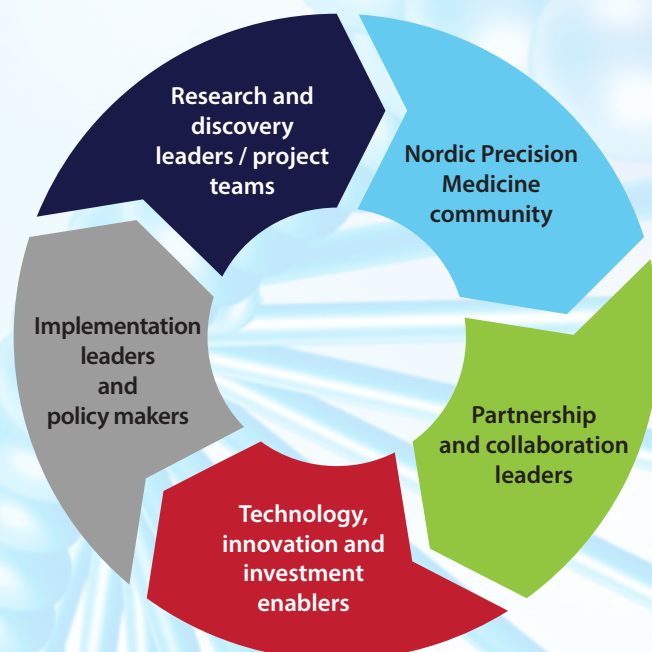 Research and
discovery
leaders / project
teams
Nordic Precision
Medicine
community
Partnership
and collaboration
leaders
Technology,
innovation and
investment
enablers
Implementation
leaders
and
policy makers